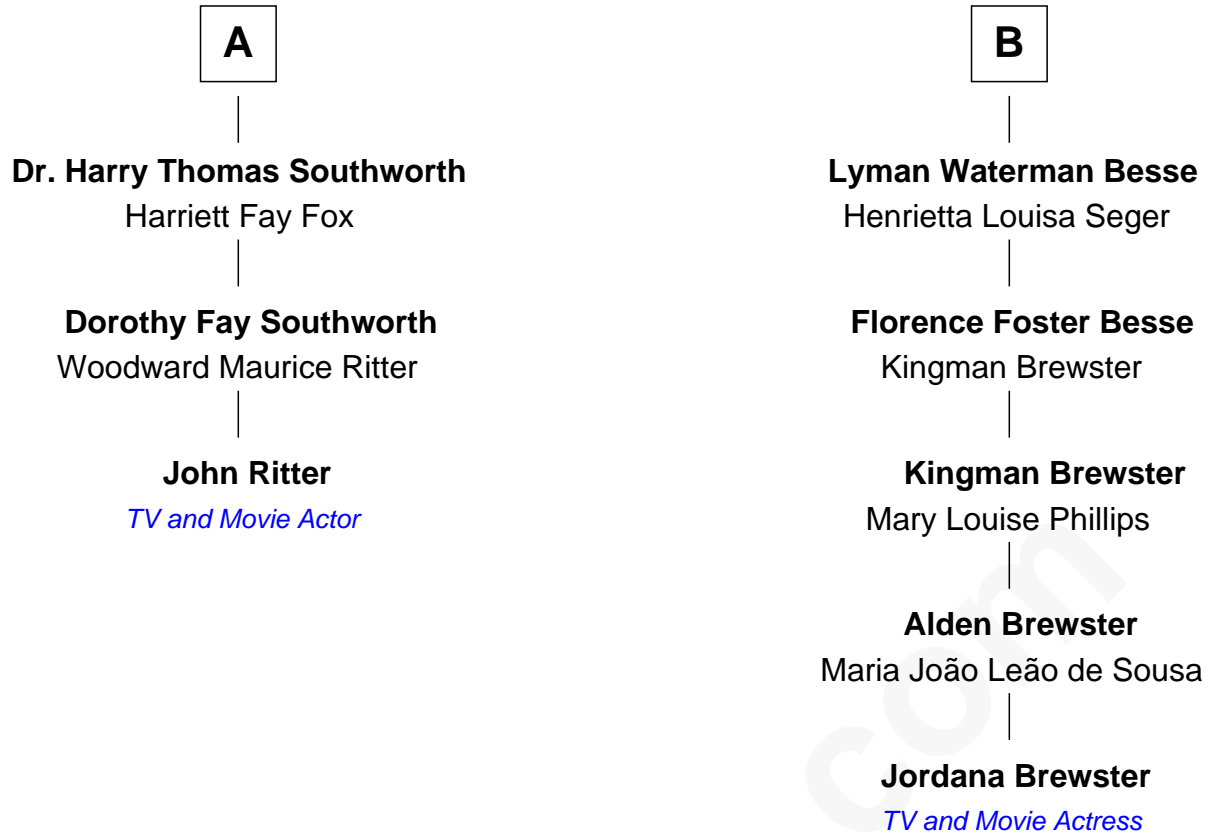 A
Dr. Harry Thomas Southworth
Harriett Fay Fox
Dorothy Fay Southworth
Woodward Maurice Ritter
John Ritter
TV and Movie Actor
B
Lyman Waterman Besse
Henrietta Louisa Seger
Florence Foster Besse
Kingman Brewster
Kingman Brewster
Mary Louise Phillips
Alden Brewster
Maria João Leão de Sousa
Jordana Brewster
TV and Movie Actress
com